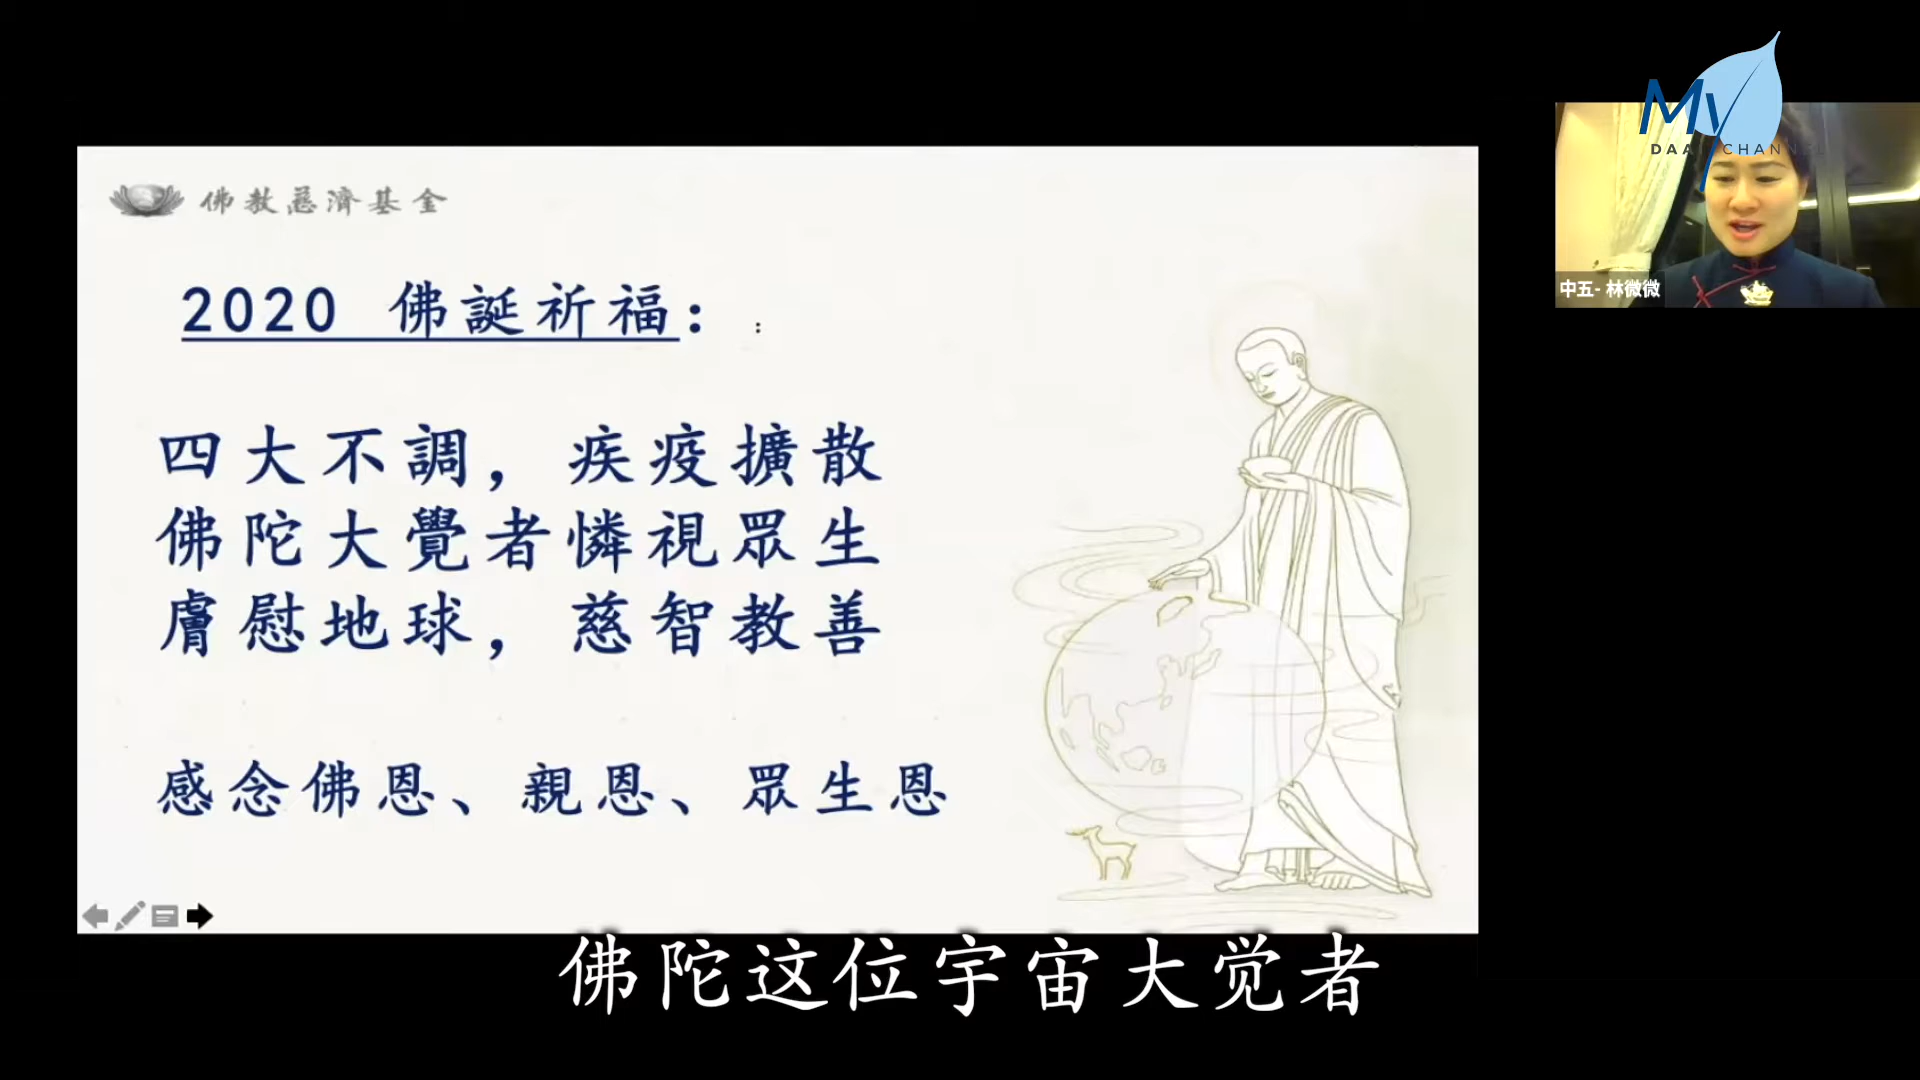 佛教慈濟基金
2020 佛誕祈福：
：
四大不調，疾疫擴散
佛陀大覺者憐視眾生
膚慰地球，慈智教善
感念佛恩、親恩、眾生恩
佛陀这位宇宙大觉者
My
DAAI CHANNEL
中五- 林微微